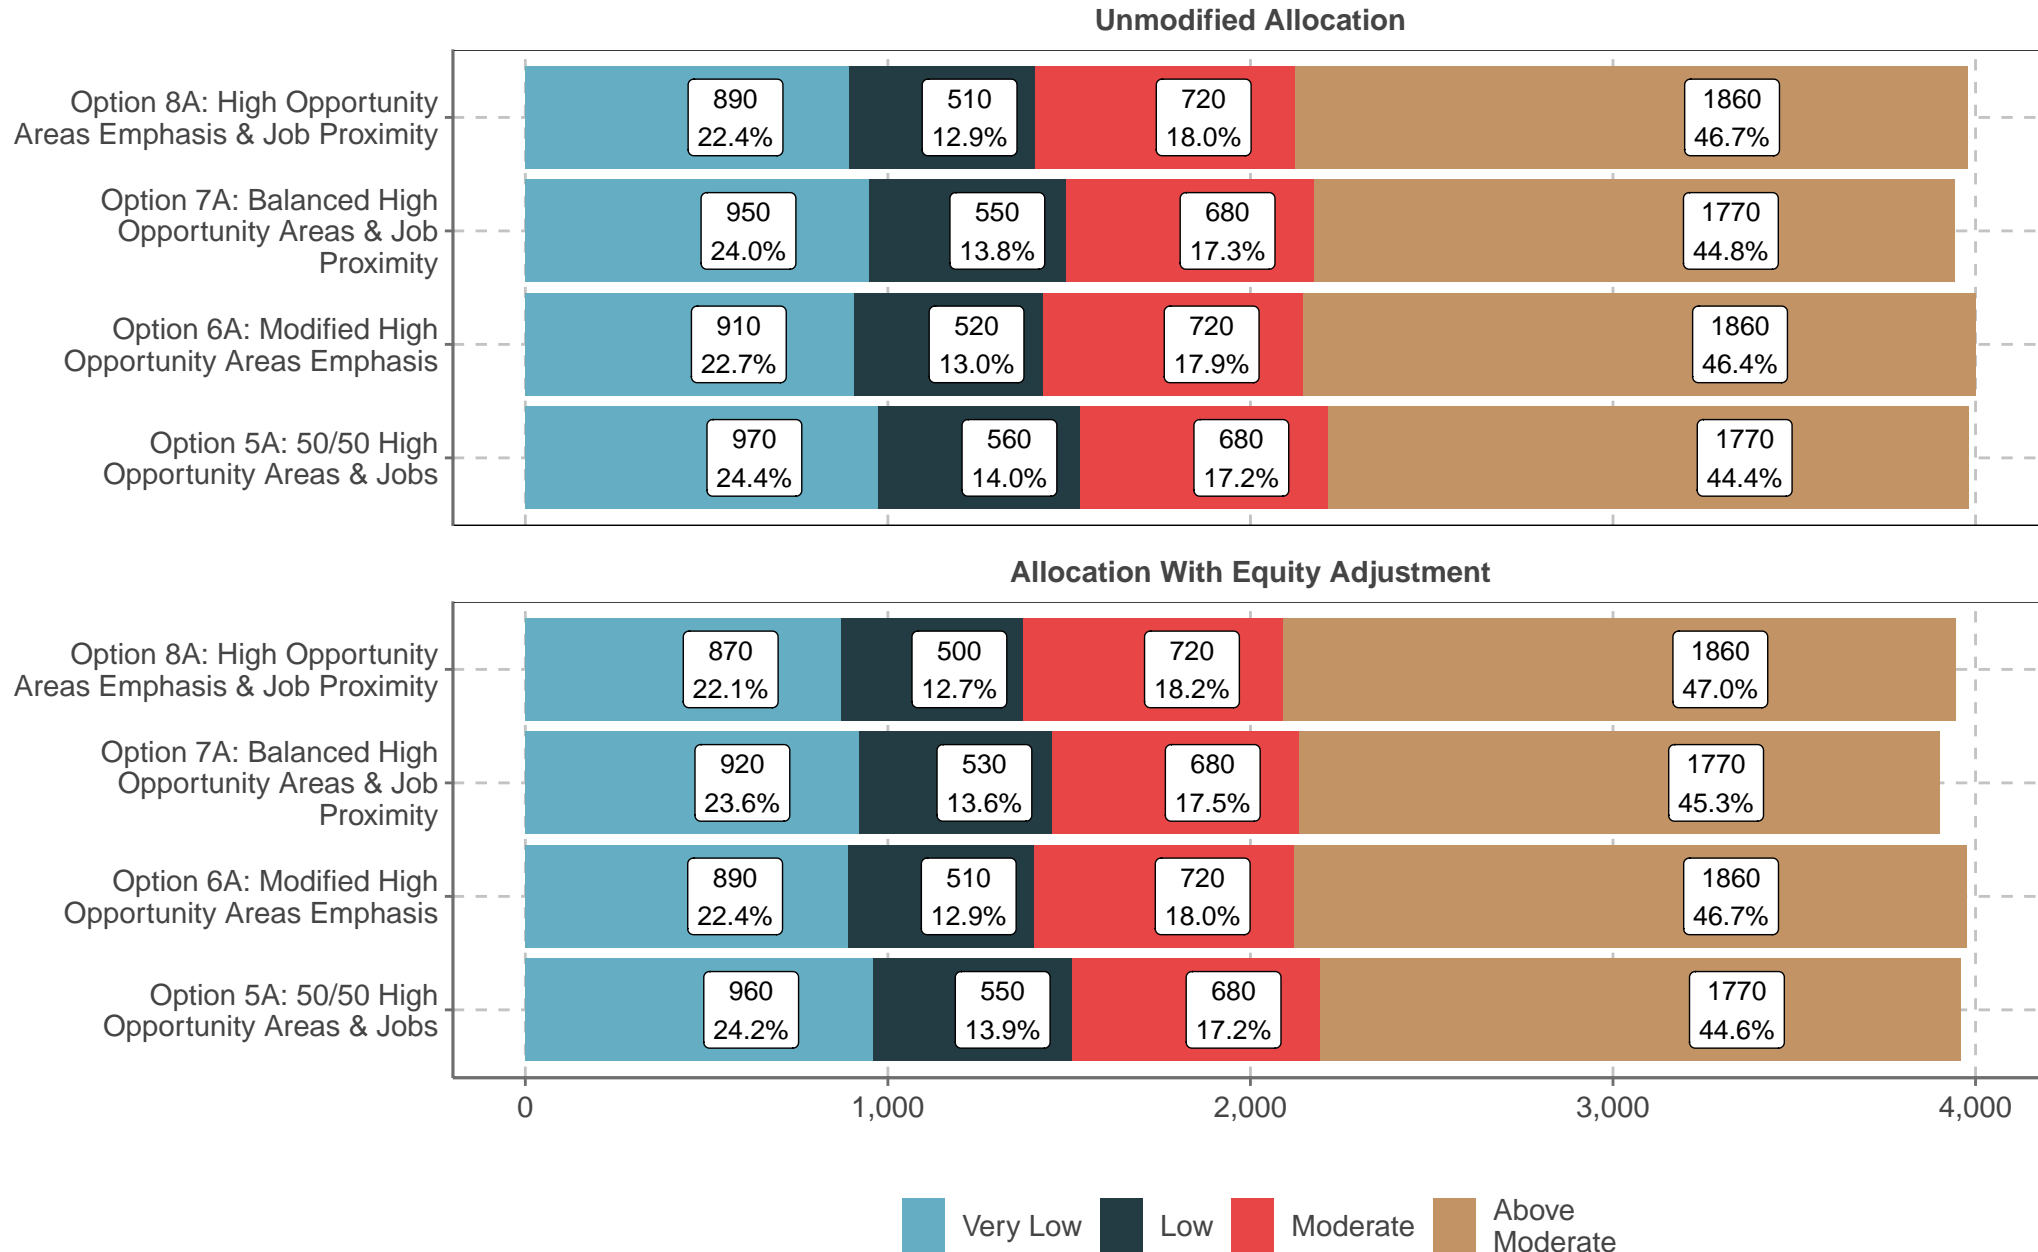 Unmodified Allocation
Option 8A: High Opportunity
Areas Emphasis & Job Proximity
890
22.4%
510
12.9%
720
18.0%
1860
46.7%
Option 7A: Balanced High
Opportunity Areas & Job
Proximity
950
24.0%
550
13.8%
680
17.3%
1770
44.8%
Option 6A: Modified High
Opportunity Areas Emphasis
910
22.7%
520
13.0%
720
17.9%
1860
46.4%
Option 5A: 50/50 High
Opportunity Areas & Jobs
970
24.4%
560
14.0%
680
17.2%
1770
44.4%
Allocation With Equity Adjustment
Option 8A: High Opportunity
Areas Emphasis & Job Proximity
870
22.1%
500
12.7%
720
18.2%
1860
47.0%
Option 7A: Balanced High
Opportunity Areas & Job
Proximity
920
23.6%
530
13.6%
680
17.5%
1770
45.3%
Option 6A: Modified High
Opportunity Areas Emphasis
890
22.4%
510
12.9%
720
18.0%
1860
46.7%
Option 5A: 50/50 High
Opportunity Areas & Jobs
960
24.2%
550
13.9%
680
17.2%
1770
44.6%
0
1,000
2,000
3,000
4,000
Very Low
Low
Moderate
Above
Moderate